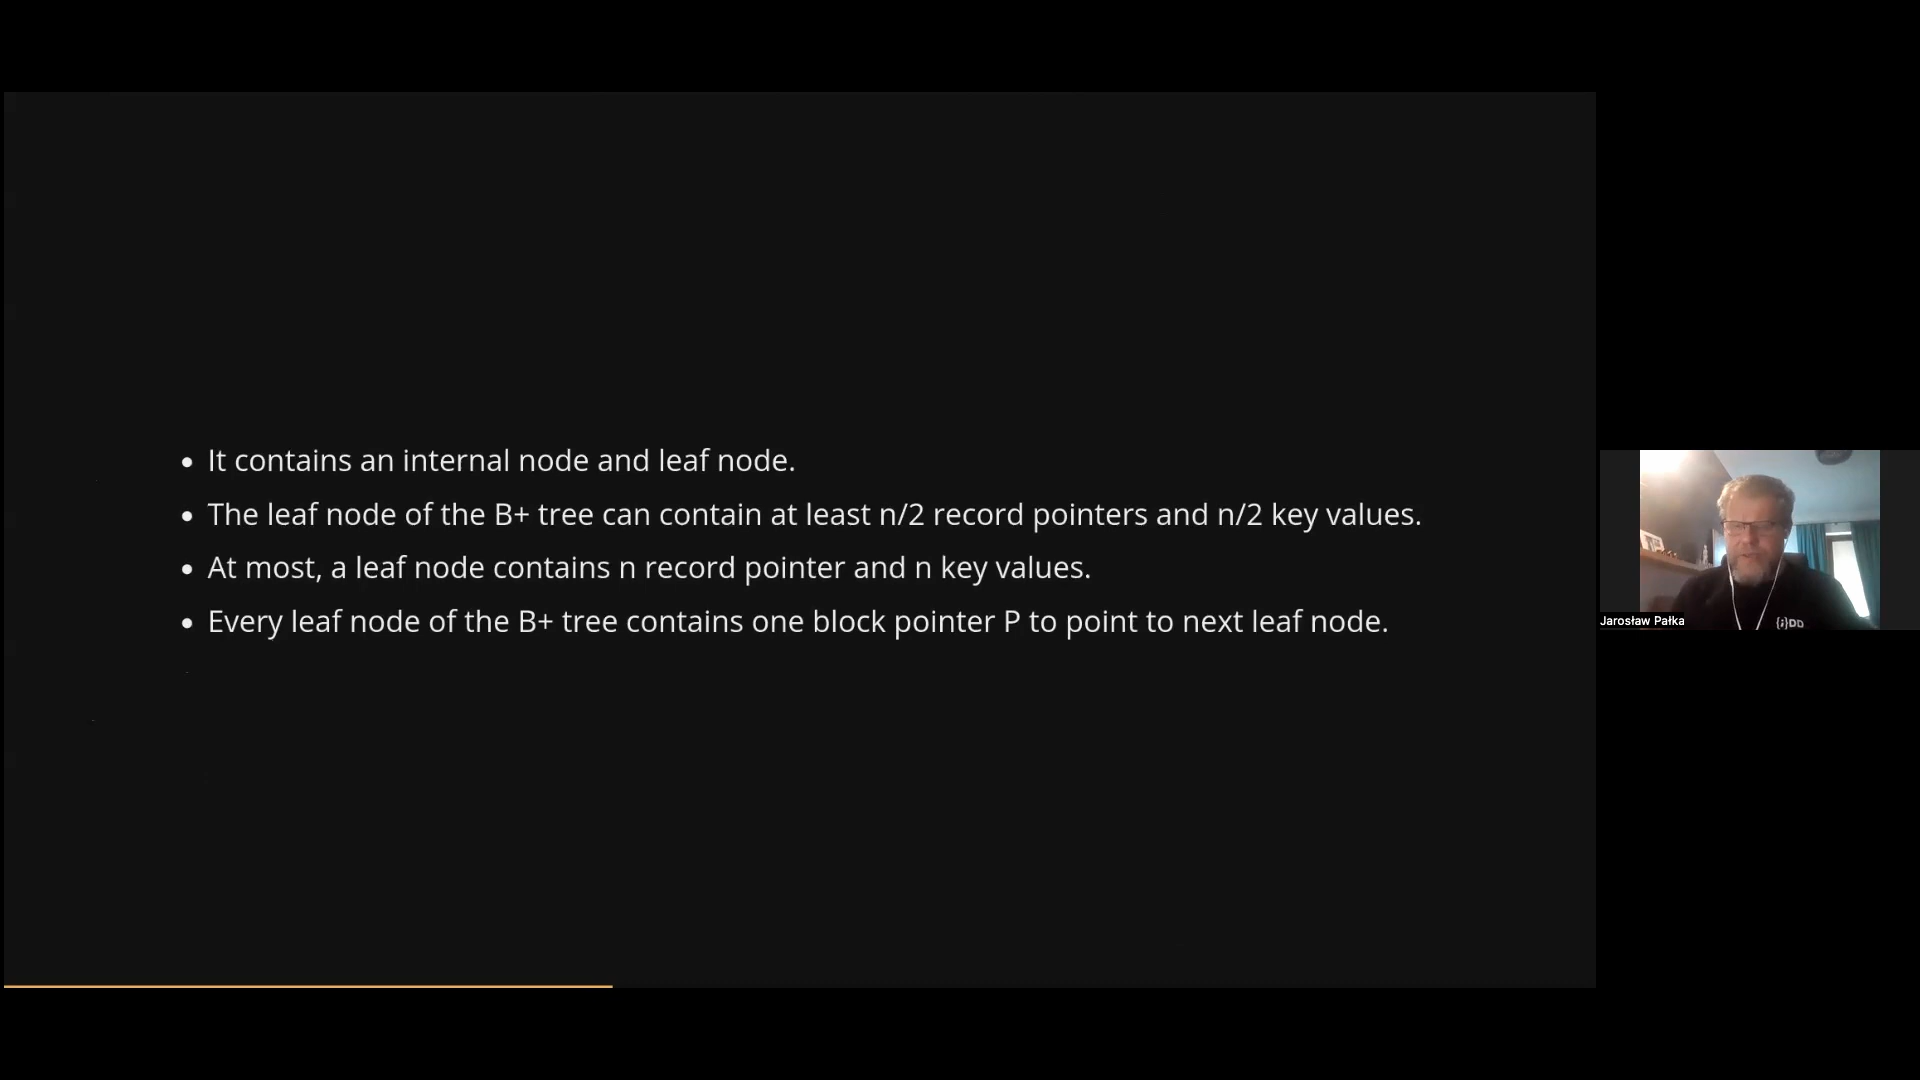 It contains an internal node and leaf node.
The leaf node of the B+ tree can contain at least n/2 record pointers and n/2 key values.
At most, a leaf node contains n record pointer and n key values.
Every leaf node of the B+ tree contains one block pointer P to point to next leaf node.
Jarosław Pałka
{i}DD